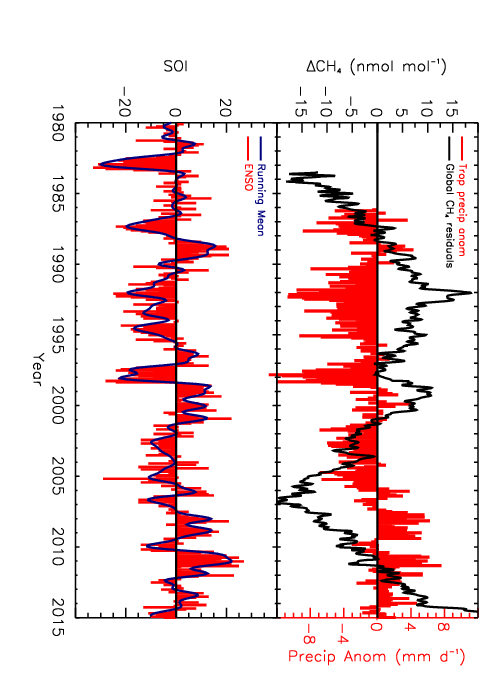 ΔCH₄ (nmol mol⁻¹)
15
10
5
0
−5
−10
−15
Trop precip anom
Global CH₄ residuals
8
4
0
−4
−8
Precip Anom (mm d⁻¹)
SOI
20
0
−20
Running Mean
ENSO
1980 1985 1990 1995 2000 2005 2010 2015
Year